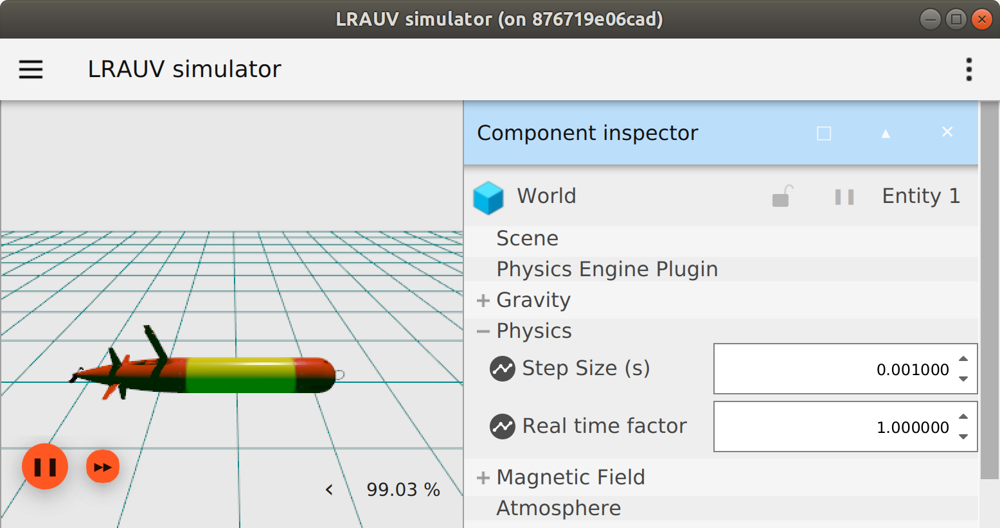 LRAUV simulator (on 876719e06cad)
LRAUV simulator
Component inspector
World
Entity 1
Scene
Physics Engine Plugin
Gravity
Physics
Step Size (s)
0.001000
Real time factor
1.000000
Magnetic Field
Atmosphere
99.03 %